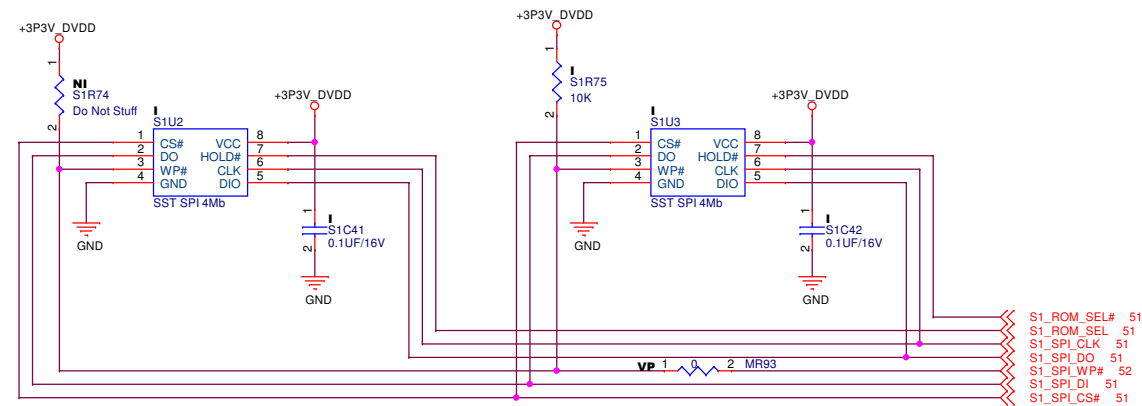 +3P3V_DVDD
1
NI
S1R74
Do Not Stuff
2
I
S1U2
1 CS# VCC 8
2 DO HOLD# 7
3 WP# CLK 6
4 GND DIO 5
SST SPI 4Mb
GND
+3P3V_DVDD
1
I
S1C41
0.1UF/16V
2
GND
+3P3V_DVDD
1
I
S1R75
10K
2
I
S1U3
1 CS# VCC 8
2 DO HOLD# 7
3 WP# CLK 6
4 GND DIO 5
SST SPI 4Mb
GND
+3P3V_DVDD
1
I
S1C42
0.1UF/16V
2
GND
VP 1 0 2 MR93
S1_ROM_SEL# 51
S1_ROM_SEL 51
S1_SPI_CLK 51
S1_SPI_DO 51
S1_SPI_WP# 52
S1_SPI_DI 51
S1_SPI_CS# 51